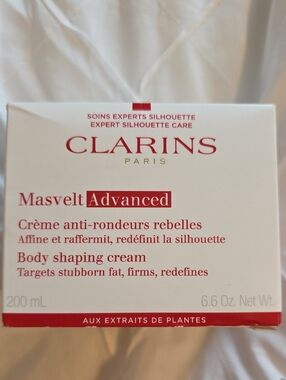 SOINS EXPERTS SILHOUETTE
EXPERT SILHOUETTE CARE
CLARINS
PARIS
Masvelt Advanced
Crème anti-rondeurs rebelles
Affine et raffermit, redéfinit la silhouette
Body shaping cream
Targets stubborn fat, firms, redefines
200 mL 6.6 Oz. Net Wt.
AUX EXTRAITS DE PLANTES